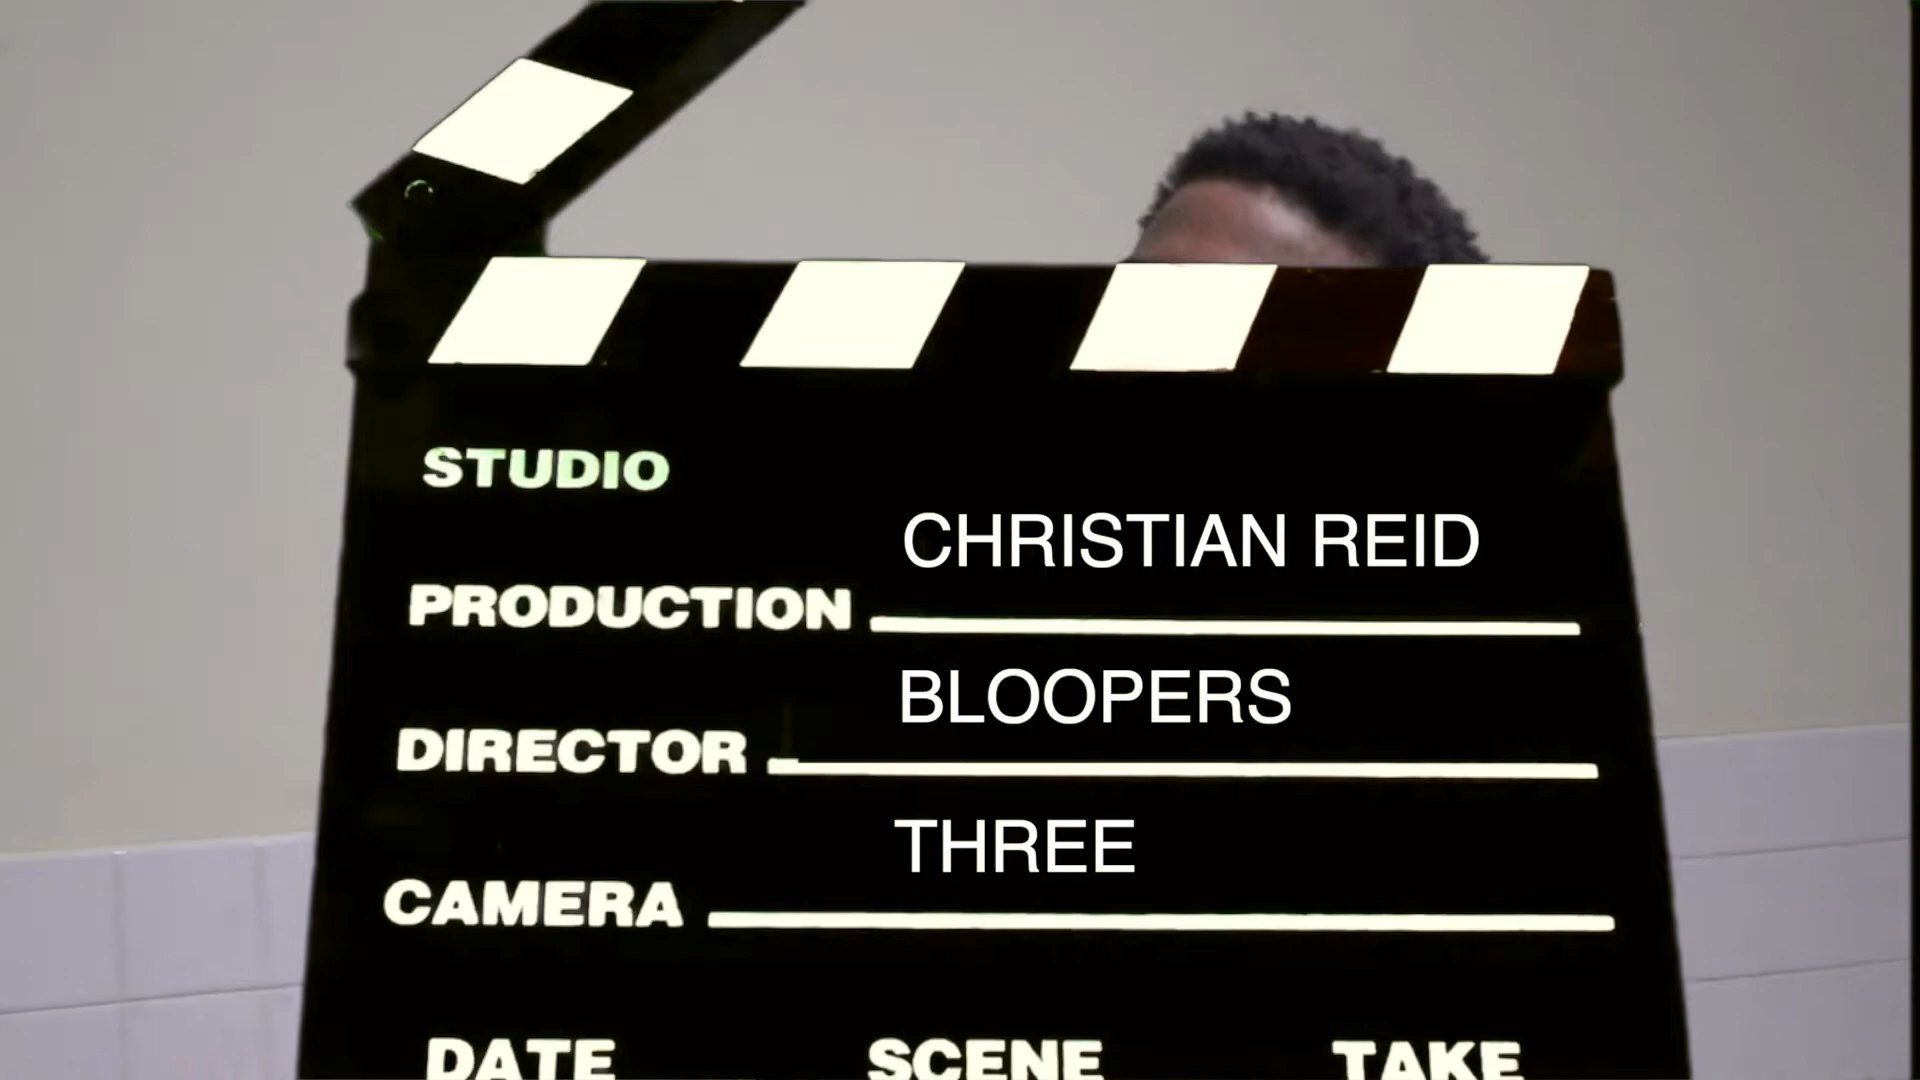 STUDIO
CHRISTIAN REID
PRODUCTION
BLOOPERS
DIRECTOR
THREE
CAMERA
DATE SCENE TAKE